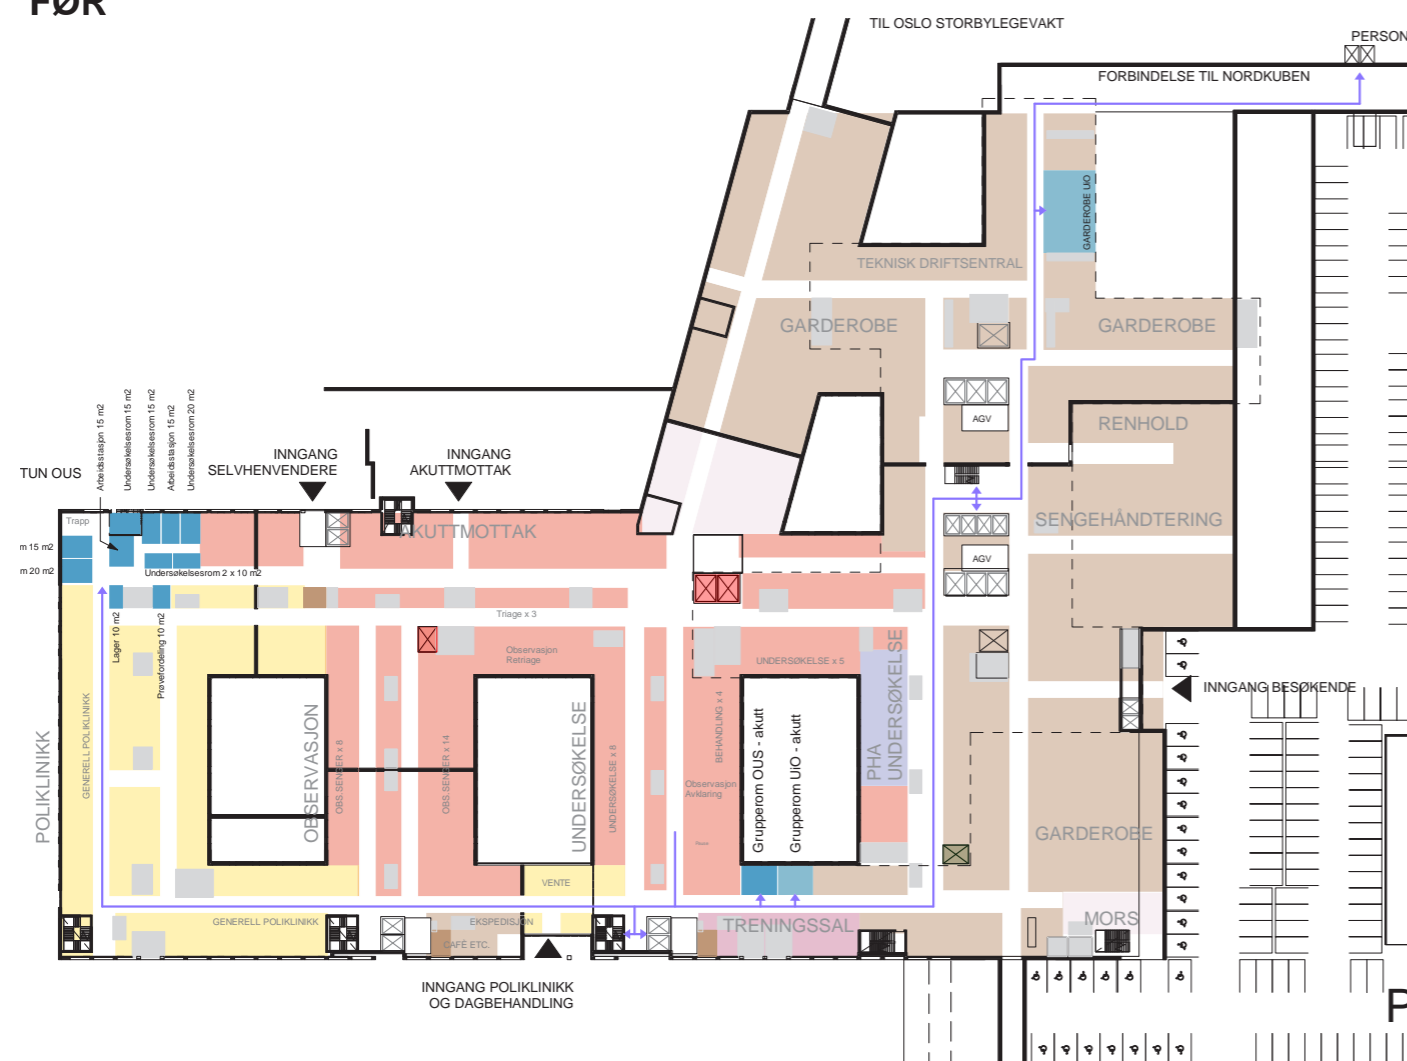 FØR
TIL OSLO STORBYLEGEVAKT
PERSON
FORBINDELSE TIL NORDKUBEN
GARDEROBE UiO
TEKNISK DRIFTSENTRAL
GARDEROBE
GARDEROBE
AGV
RENHOLD
TUN OUS
Arbeidsstasjon 15 m2
Undersøkelsesrom 15 m2
Undersøkelsesrom 15 m2
Arbeidsstasjon 15 m2
Undersøkelsesrom 20 m2
INNGANG
SELVHENVENDERE
INNGANG
AKUTTMOTTAK
Trapp
AKUTTMOTTAK
SENGEHÅNDTERING
m 15 m2
m 20 m2
Undersøkelsesrom 2 x 10 m2
AGV
Lager 10 m2
Prøvefordeling 10 m2
Triage x 3
Observasjon
Retriage
UNDERSØKELSE x 5
INNGANG BESØKENDE
POLIKLINIKK
GENERELL POLIKLINIKK
OBSERVASJON
OBS.SENGER x 8
OBS.SENGER x 14
UNDERSØKELSE
UNDERSØKELSE x 8
BEHANDLING x 4
Observasjon
Avklaring
Grupperom OUS - akutt
Grupperom UiO - akutt
PHA
UNDERSØKELSE
GARDEROBE
VENTE
GENERELL POLIKLINIKK
EKSPEDISJON
CAFÉ ETC.
TRENINGSSAL
MORS
INNGANG POLIKLINIKK
OG DAGBEHANDLING
P